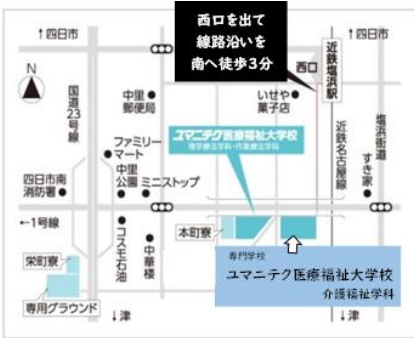 西口を出て
線路沿いを
南へ徒歩3分
↑四日市
↑四日市
N
国道23号線
中里
郵便局
西口
近鉄塩浜駅
いせや
菓子店
塩浜街道
近鉄名古屋線
すき家
ファミリー
マート
ユマニテク医療福祉大学校
理学療法学科・作業療法学科
四日市南
消防署
中里
公園
ミニストップ
←1号線
コスモ石油
中華楼
本町寮
栄町寮
専用グラウンド
専門学校
ユマニテク医療福祉大学校
介護福祉学科
↓津
↓津